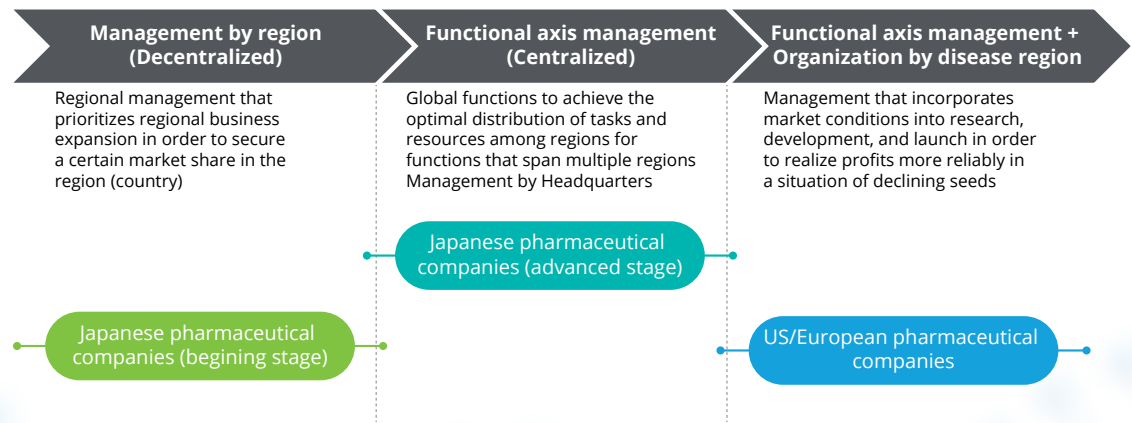 Management by region
(Decentralized)
Functional axis management
(Centralized)
Functional axis management +
Organization by disease region
Regional management that
prioritizes regional business
expansion in order to secure
a certain market share in the
region (country)
Global functions to achieve the
optimal distribution of tasks and
resources among regions for
functions that span multiple regions
Management by Headquarters
Management that incorporates
market conditions into research,
development, and launch in order
to realize profits more reliably in
a situation of declining seeds
Japanese pharmaceutical
companies (advanced stage)
Japanese pharmaceutical
companies (begining stage)
US/European pharmaceutical
companies